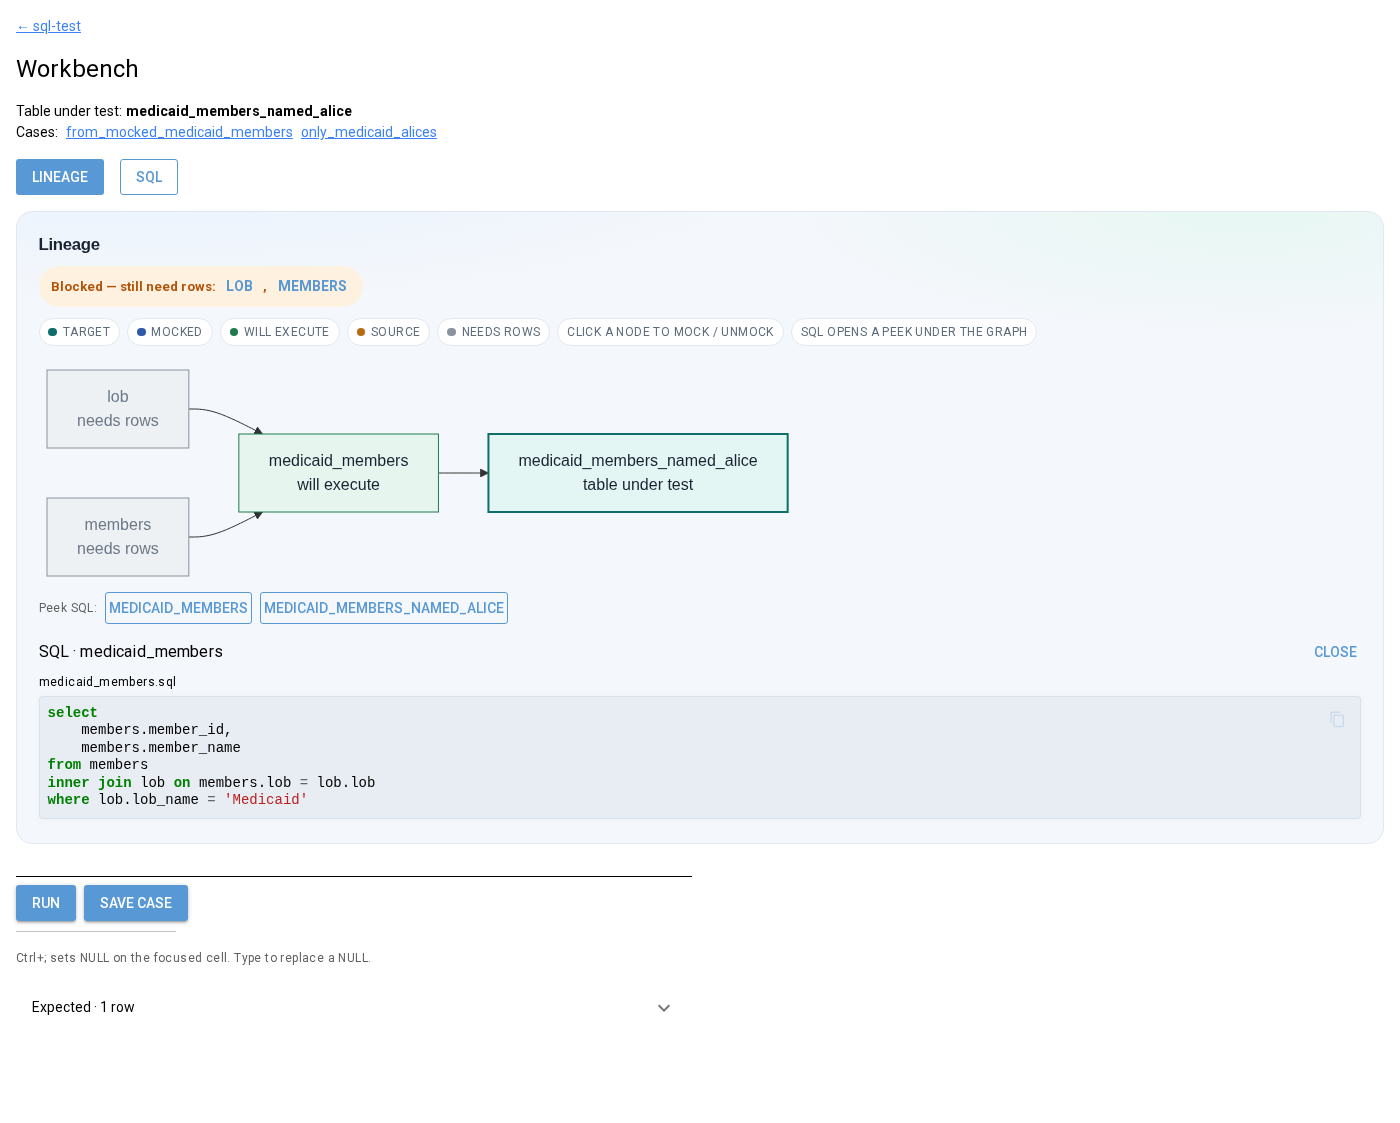 ← sql-test
Workbench
Table under test: medicaid_members_named_alice
Cases: from_mocked_medicaid_members only_medicaid_alices
LINEAGE SQL
Lineage
Blocked — still need rows: LOB , MEMBERS
TARGET MOCKED WILL EXECUTE SOURCE NEEDS ROWS CLICK A NODE TO MOCK / UNMOCK SQL OPENS A PEEK UNDER THE GRAPH
lob
needs rows
medicaid_members
will execute
medicaid_members_named_alice
table under test
members
needs rows
Peek SQL: MEDICAID_MEMBERS MEDICAID_MEMBERS_NAMED_ALICE
SQL · medicaid_members CLOSE
medicaid_members.sql
select
    members.member_id,
    members.member_name
from members
inner join lob on members.lob = lob.lob
where lob.lob_name = 'Medicaid'
RUN SAVE CASE
Ctrl+; sets NULL on the focused cell. Type to replace a NULL.
Expected · 1 row